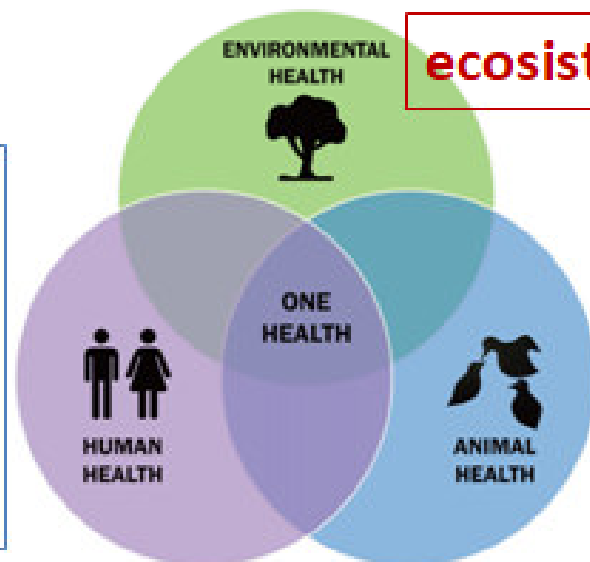 ENVIRONMENTAL
HEALTH
ecosist
ONE
HEALTH
HUMAN
HEALTH
ANIMAL
HEALTH